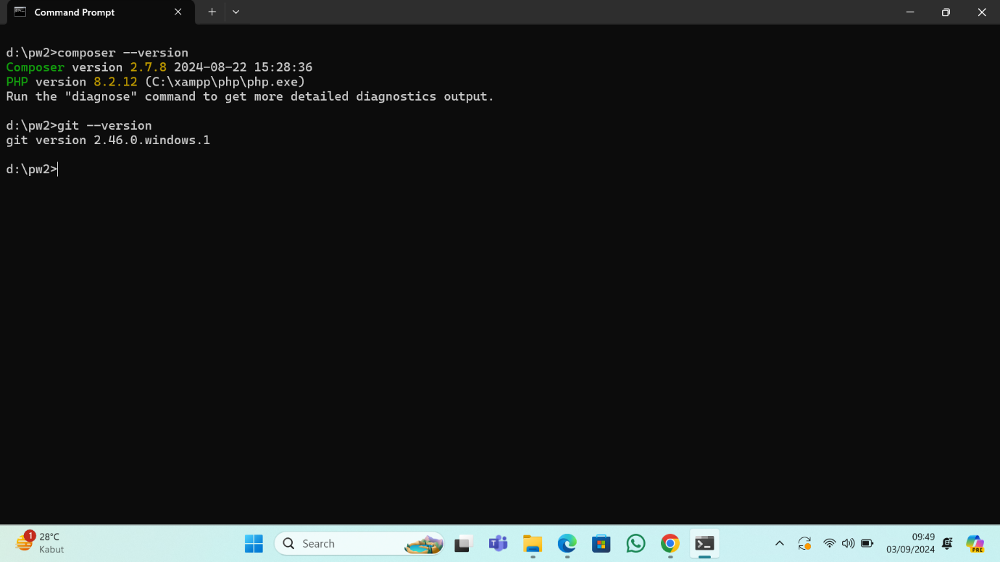 Command Prompt
d:\pw2>composer --version
Composer version 2.7.8 2024-08-22 15:28:36
PHP version 8.2.12 (C:\xampp\php\php.exe)
Run the "diagnose" command to get more detailed diagnostics output.
d:\pw2>git --version
git version 2.46.0.windows.1
d:\pw2>
1
28°C
Kabut
Search
09:49
03/09/2024
PRE